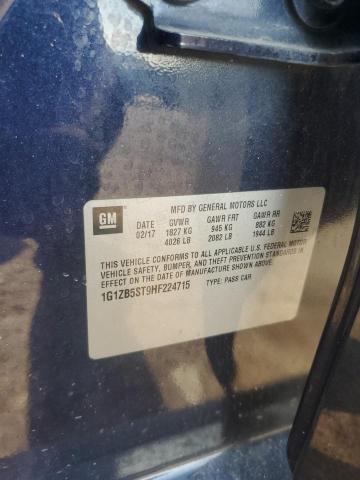 GM
MFD BY GENERAL MOTORS LLC
DATE GVWR GAWR FRT GAWR RR
02/17 1827 KG 945 KG 882 KG
4026 LB 2082 LB 1944 LB
THIS VEHICLE CONFORMS TO ALL APPLICABLE U.S. FEDERAL MOTOR
VEHICLE SAFETY, BUMPER, AND THEFT PREVENTION STANDARDS IN
EFFECT ON THE DATE OF MANUFACTURE SHOWN ABOVE.
1G1ZB5ST9HF224715 TYPE: PASS CAR